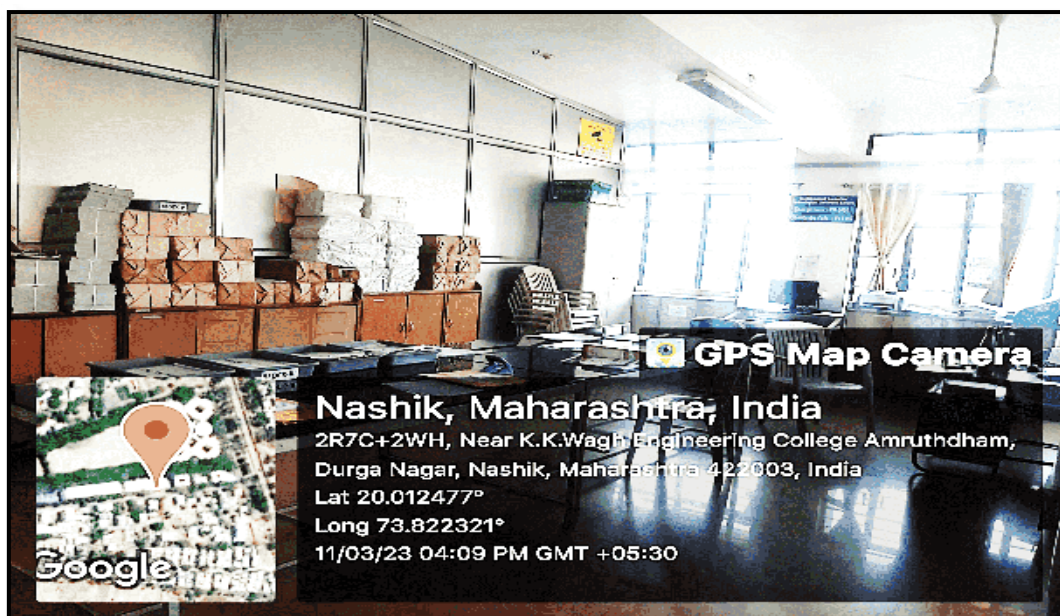 GPS Map Camera
Nashik, Maharashtra, India
2R7C+2WH, Near K.K.Wagh Engineering College Amruthdham,
Durga Nagar, Nashik, Maharashtra 422003, India
Lat 20.012477°
Long 73.822321°
11/03/23 04:09 PM GMT +05:30
Google